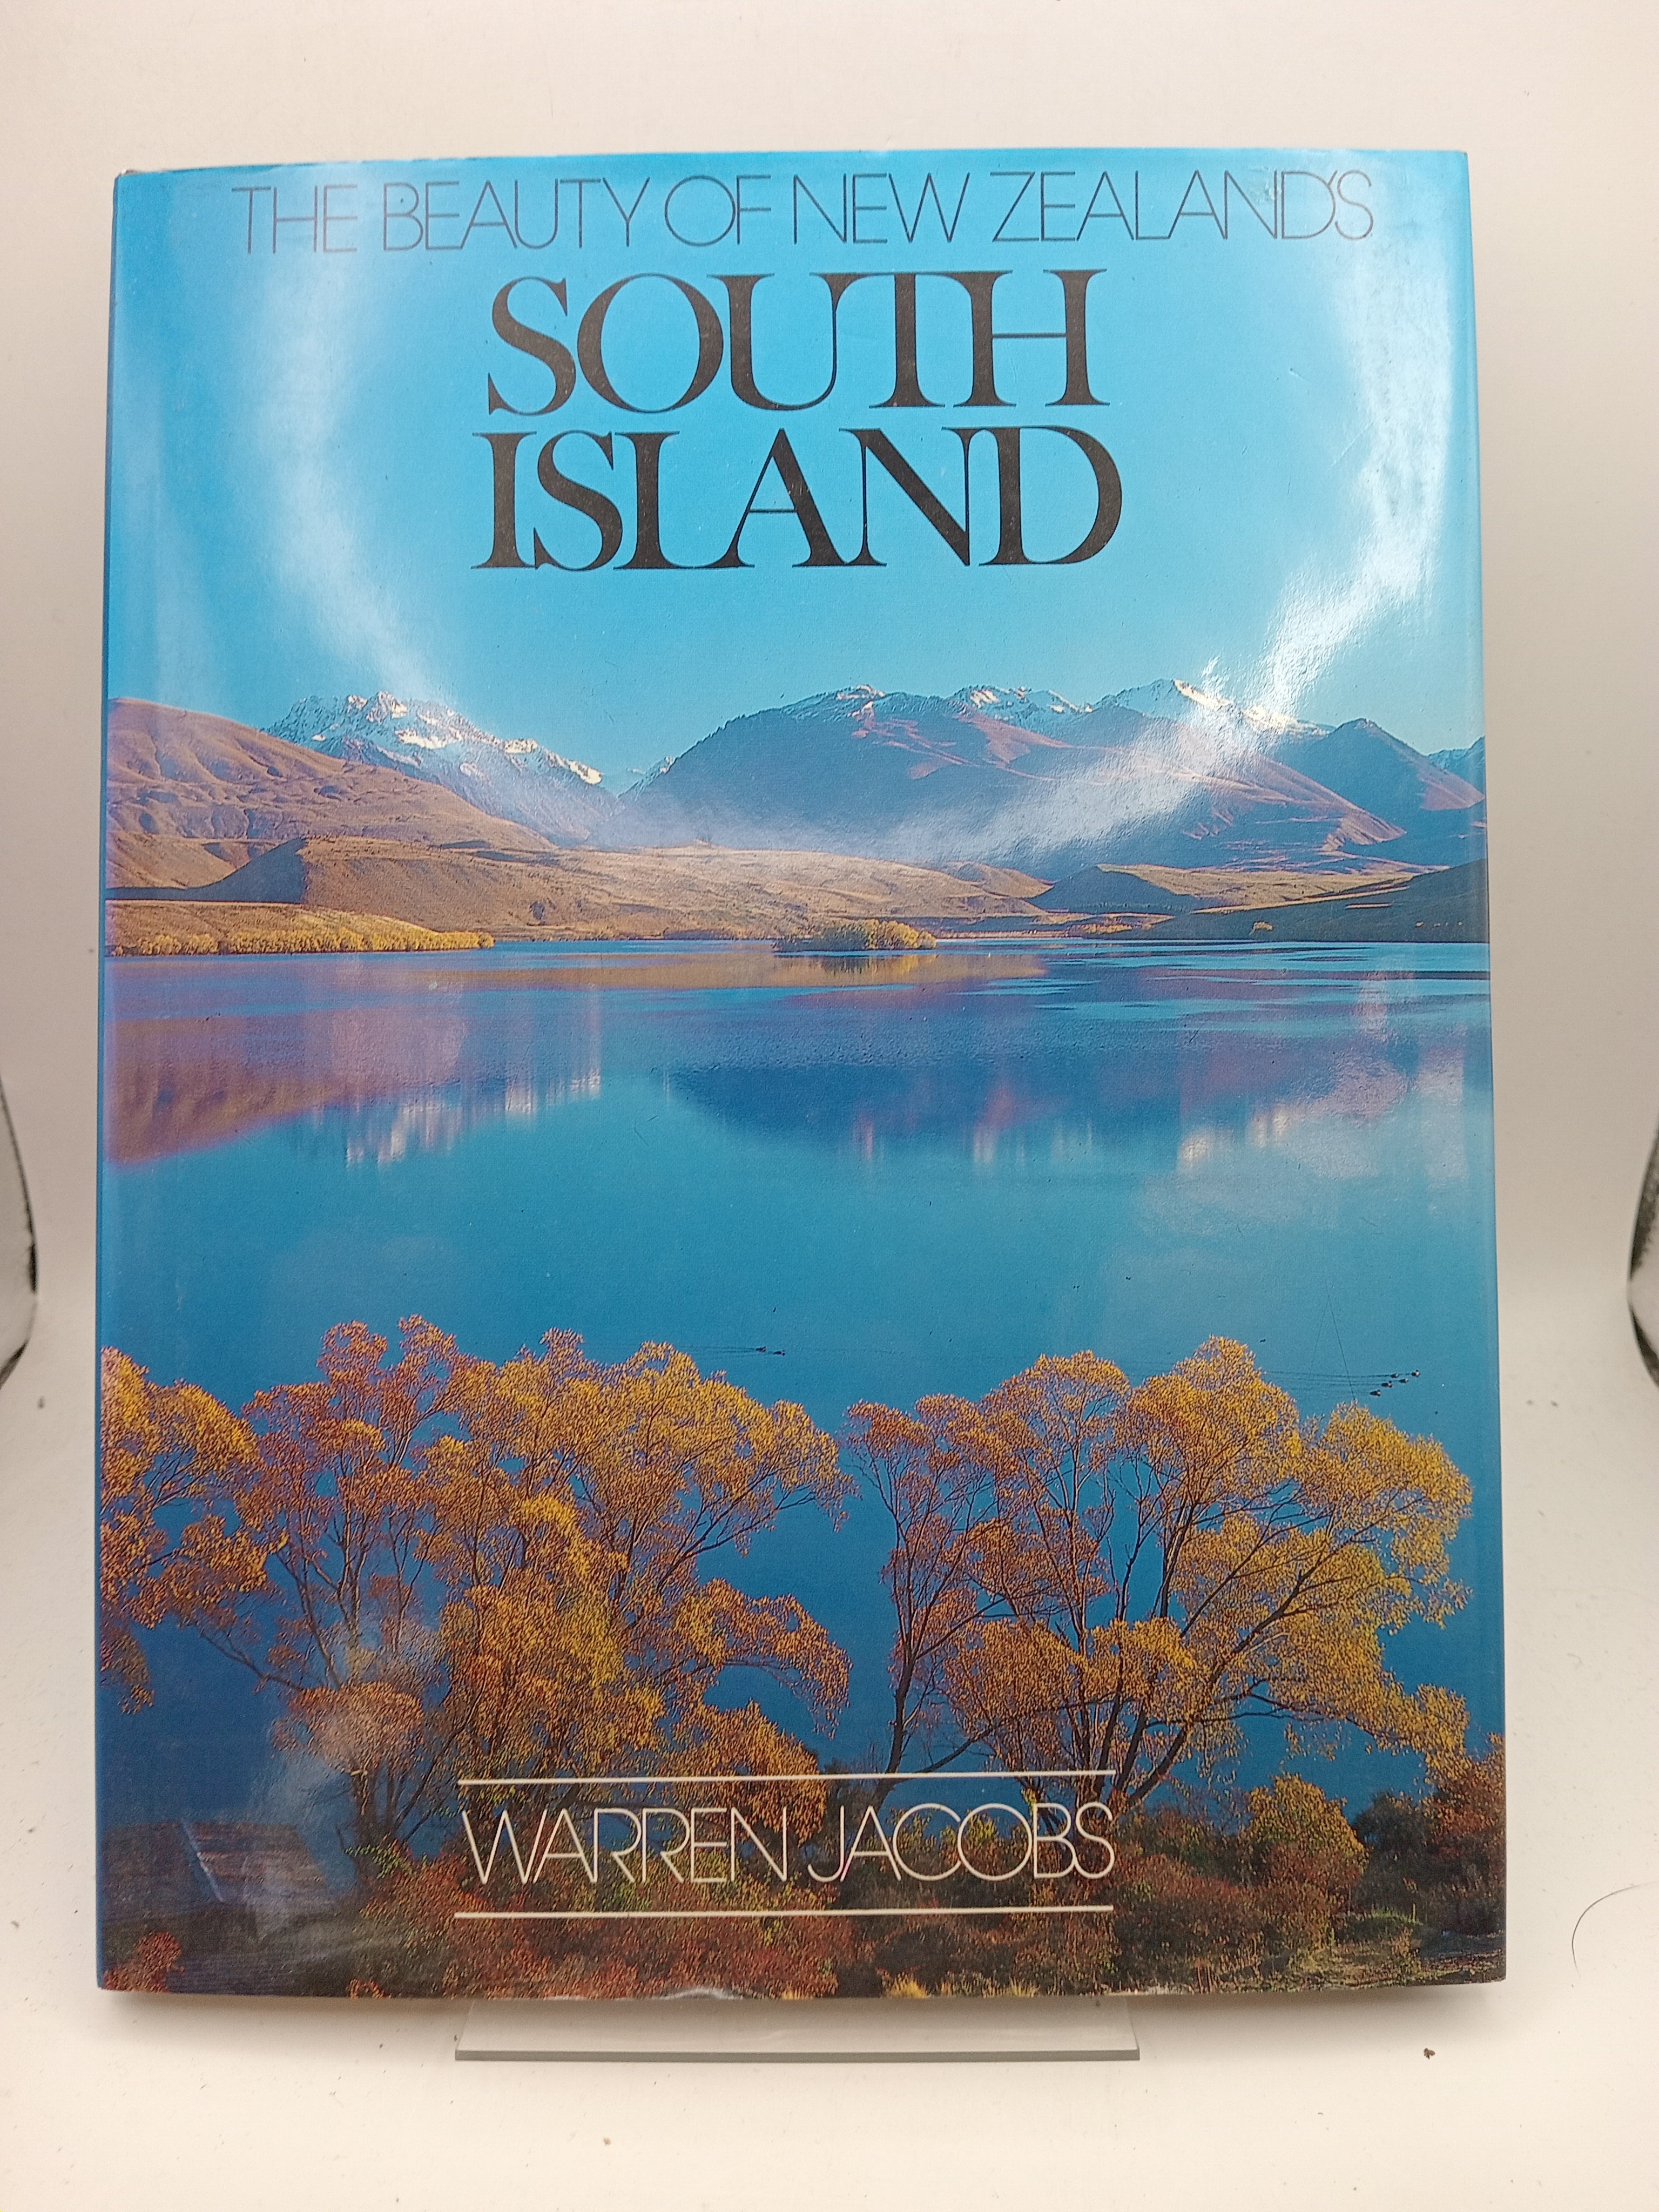 THE BEAUTY OF NEW ZEALAND'S
SOUTH
ISLAND
WARREN JACOBS